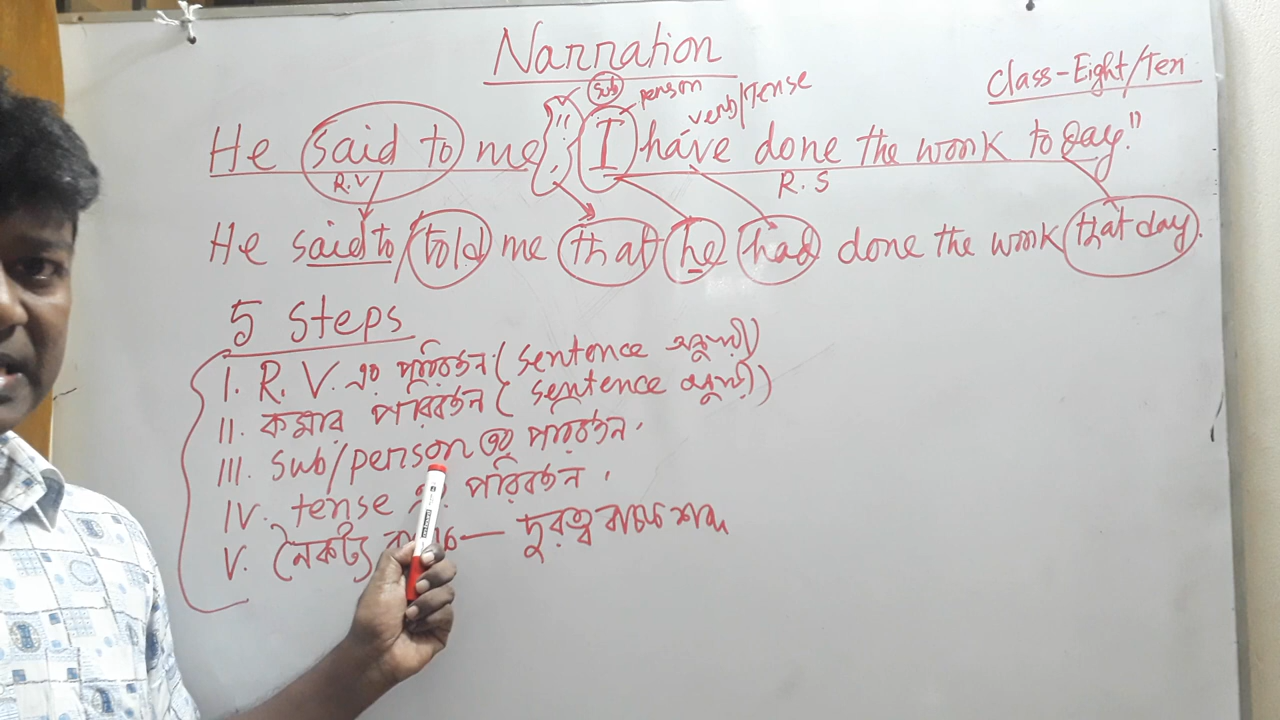 Narration
Class-Eight/Ten
sub person verb/Tense
He said to me, "I have done the work to day."
R.V R.S
He said to/told me that he had done the work that day.
5 Steps
I. R.V. এর পরিবর্তন (sentence অনুযায়ী)
II. কমার পরিবর্তন (sentence অনুযায়ী)
III. sub/person এর পরিবর্তন.
IV. tense এর পরিবর্তন.
V. নৈকট্য — দুরত্ব বাচক শব্দ